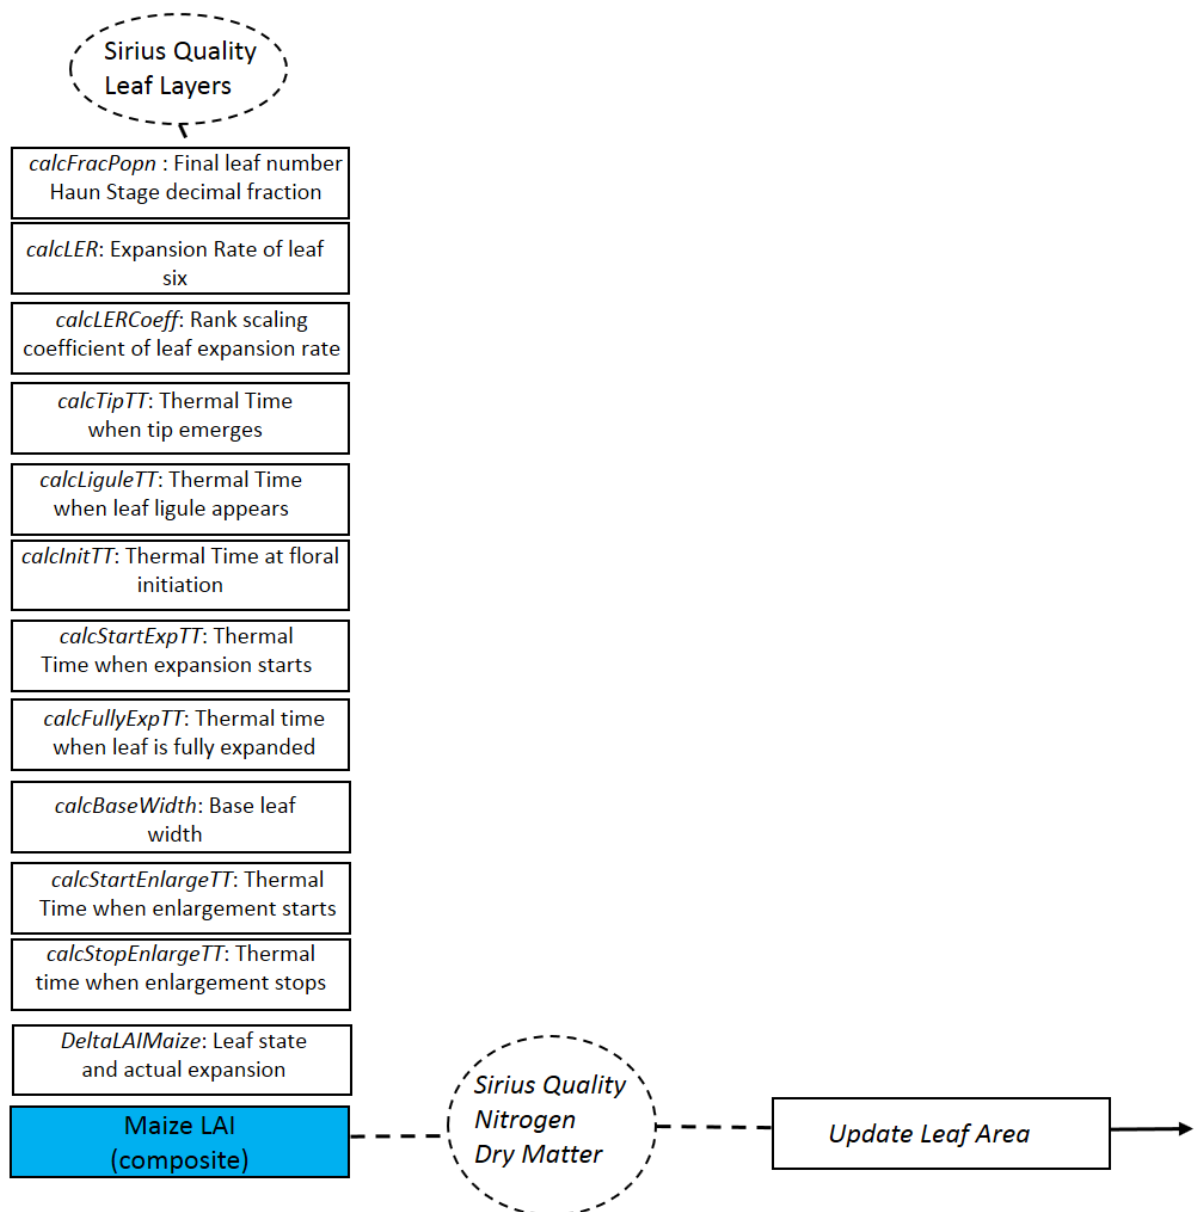 Sirius Quality
Leaf Layers
calcFracPopn : Final leaf number
Haun Stage decimal fraction
calcLER: Expansion Rate of leaf
six
calcLERCoeff: Rank scaling
coefficient of leaf expansion rate
calcTipTT: Thermal Time
when tip emerges
calcLiguleTT: Thermal Time
when leaf ligule appears
calcInitTT: Thermal Time at floral
initiation
calcStartExpTT: Thermal
Time when expansion starts
calcFullyExpTT: Thermal time
when leaf is fully expanded
calcBaseWidth: Base leaf
width
calcStartEnlargeTT: Thermal
Time when enlargement starts
calcStopEnlargeTT: Thermal
time when enlargement stops
DeltaLAIMaize: Leaf state
and actual expansion
Maize LAI
(composite)
Sirius Quality
Nitrogen
Dry Matter
Update Leaf Area